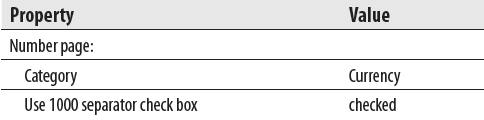 Property Value
Number page:
Category Currency
Use 1000 separator check box checked